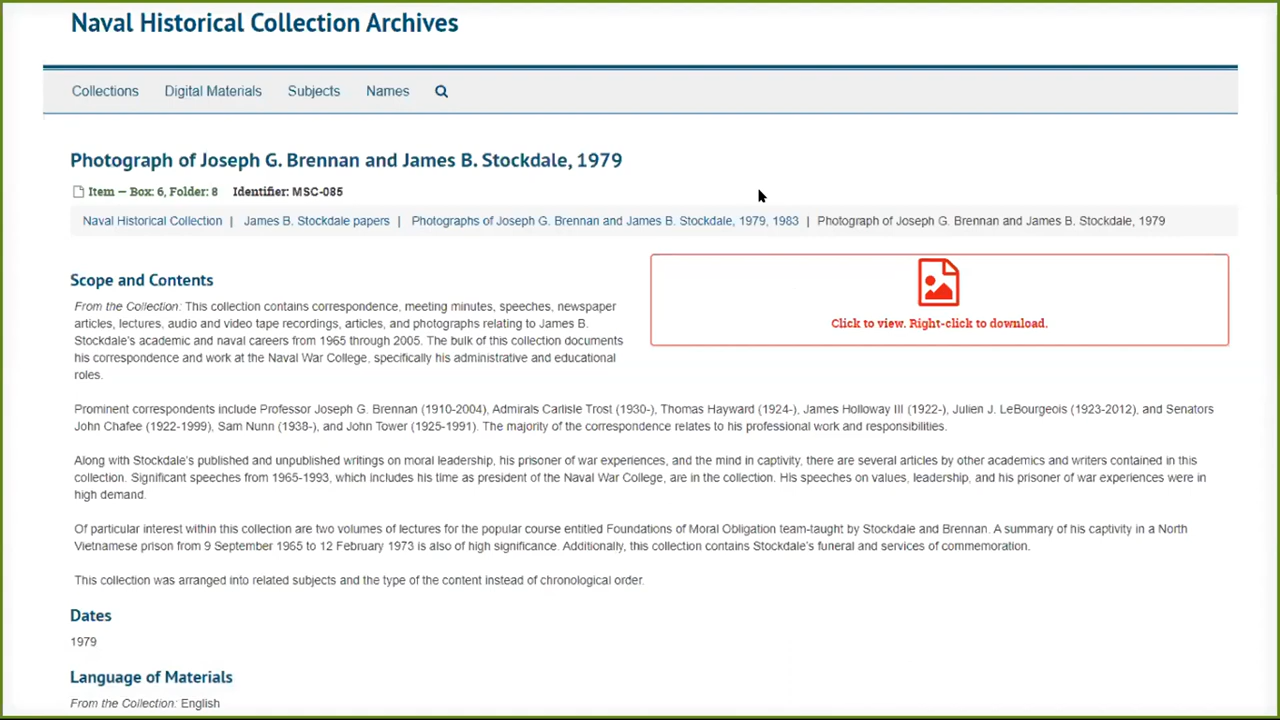 Naval Historical Collection Archives
Collections Digital Materials Subjects Names
Photograph of Joseph G. Brennan and James B. Stockdale, 1979
Item — Box: 6, Folder: 8 Identifier: MSC-085
Naval Historical Collection | James B. Stockdale papers | Photographs of Joseph G. Brennan and James B. Stockdale, 1979, 1983 | Photograph of Joseph G. Brennan and James B. Stockdale, 1979
Scope and Contents
From the Collection: This collection contains correspondence, meeting minutes, speeches, newspaper
articles, lectures, audio and video tape recordings, articles, and photographs relating to James B.
Stockdale's academic and naval careers from 1965 through 2005. The bulk of this collection documents
his correspondence and work at the Naval War College, specifically his administrative and educational
roles.
Click to view. Right-click to download.
Prominent correspondents include Professor Joseph G. Brennan (1910-2004), Admirals Carlisle Trost (1930-), Thomas Hayward (1924-), James Holloway III (1922-), Julien J. LeBourgeois (1923-2012), and Senators
John Chafee (1922-1999), Sam Nunn (1938-), and John Tower (1925-1991). The majority of the correspondence relates to his professional work and responsibilities.
Along with Stockdale's published and unpublished writings on moral leadership, his prisoner of war experiences, and the mind in captivity, there are several articles by other academics and writers contained in this
collection. Significant speeches from 1965-1993, which includes his time as president of the Naval War College, are in the collection. His speeches on values, leadership, and his prisoner of war experiences were in
high demand.
Of particular interest within this collection are two volumes of lectures for the popular course entitled Foundations of Moral Obligation team-taught by Stockdale and Brennan. A summary of his captivity in a North
Vietnamese prison from 9 September 1965 to 12 February 1973 is also of high significance. Additionally, this collection contains Stockdale's funeral and services of commemoration.
This collection was arranged into related subjects and the type of the content instead of chronological order.
Dates
1979
Language of Materials
From the Collection: English